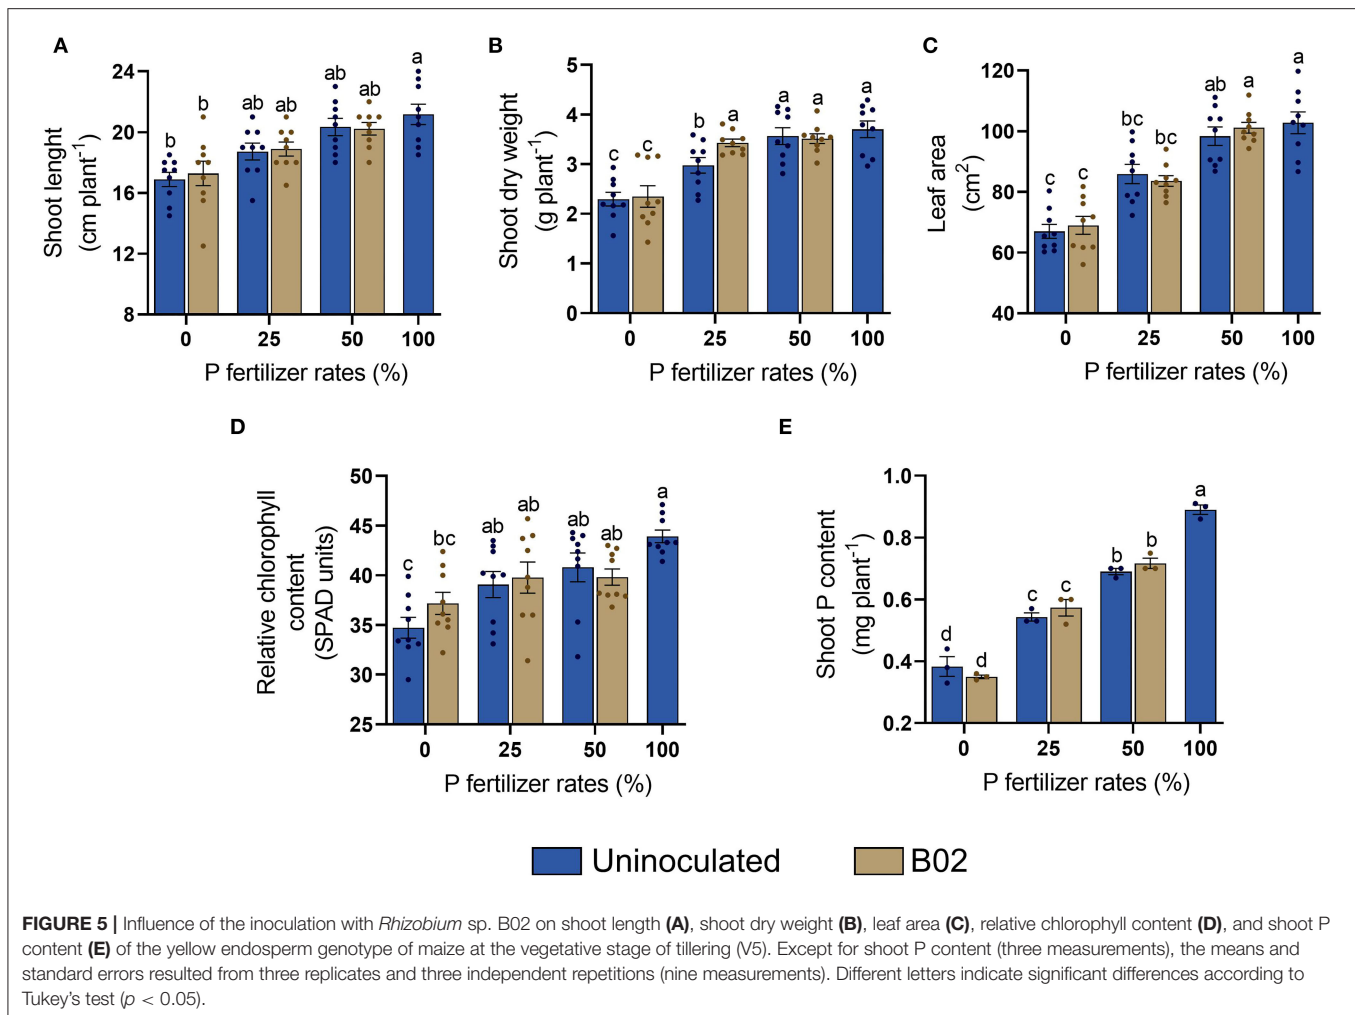 A
Shoot lenght
(cm plant⁻¹)
24
20
16
12
8
b
b
ab
ab
ab
ab
a
0
25
50
100
P fertilizer rates (%)
B
Shoot dry weight
(g plant⁻¹)
5
4
3
2
1
0
c
c
b
a
a
a
a
0
25
50
100
P fertilizer rates (%)
C
Leaf area
(cm²)
120
100
80
60
40
c
c
bc
bc
ab
a
a
0
25
50
100
P fertilizer rates (%)
D
Relative chlorophyll
content
(SPAD units)
50
45
40
35
30
25
c
bc
ab
ab
ab
ab
a
0
25
50
100
P fertilizer rates (%)
E
Shoot P content
(mg plant⁻¹)
1.0
0.8
0.6
0.4
0.2
d
d
c
c
b
b
a
0
25
50
100
P fertilizer rates (%)
Uninoculated
B02
FIGURE 5 | Influence of the inoculation with Rhizobium sp. B02 on shoot length (A), shoot dry weight (B), leaf area (C), relative chlorophyll content (D), and shoot P
content (E) of the yellow endosperm genotype of maize at the vegetative stage of tillering (V5). Except for shoot P content (three measurements), the means and
standard errors resulted from three replicates and three independent repetitions (nine measurements). Different letters indicate significant differences according to
Tukey's test (p < 0.05).